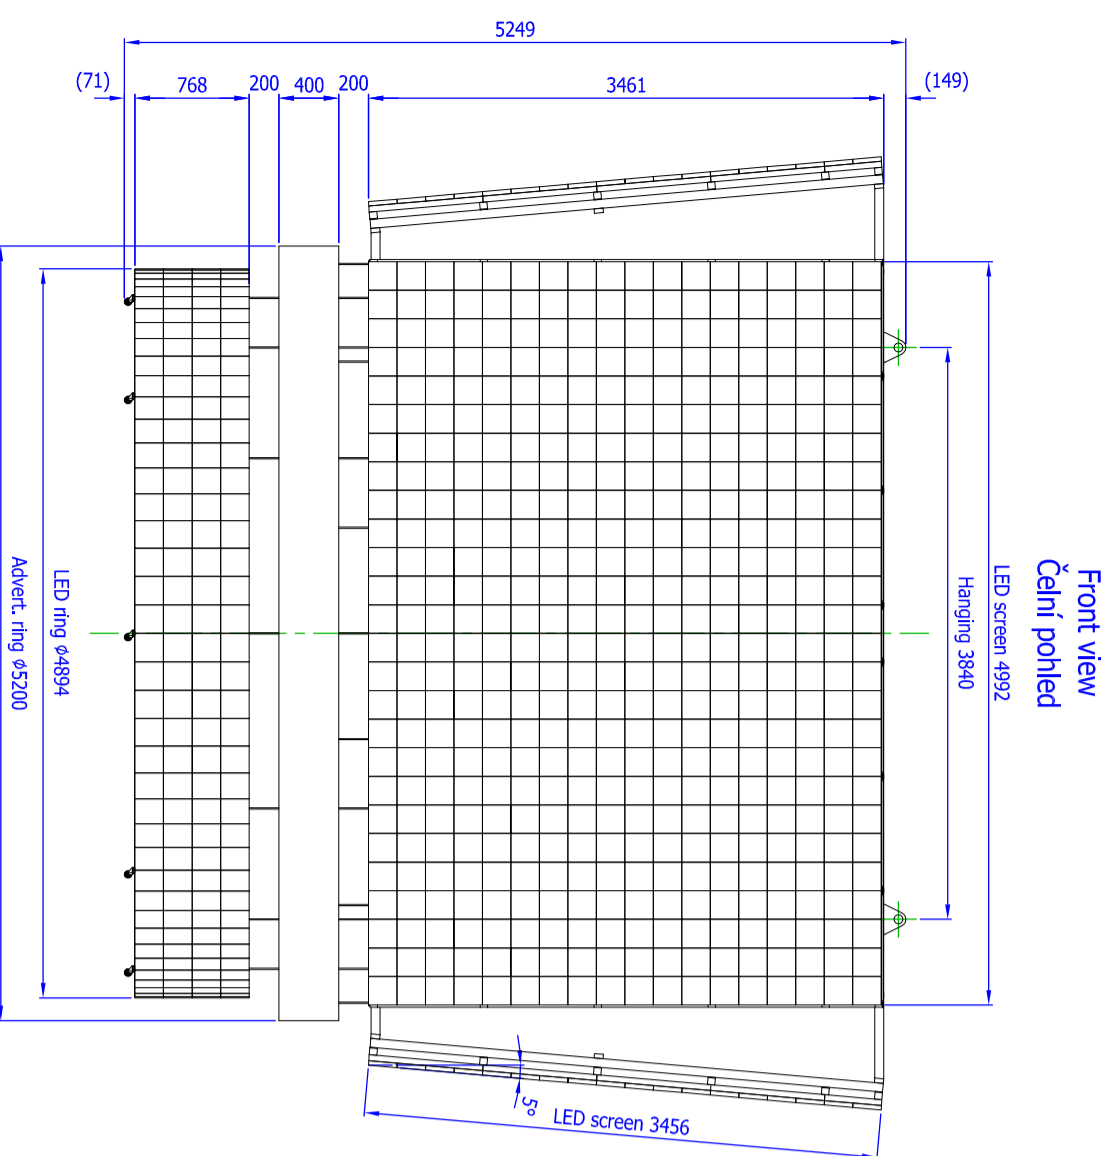 Front view
Čelní pohled
5249
(71)
768
200
400
200
3461
(149)
LED screen 4992
Hanging 3840
LED ring ϕ4894
Advert. ring ϕ5200
5°
LED screen 3456